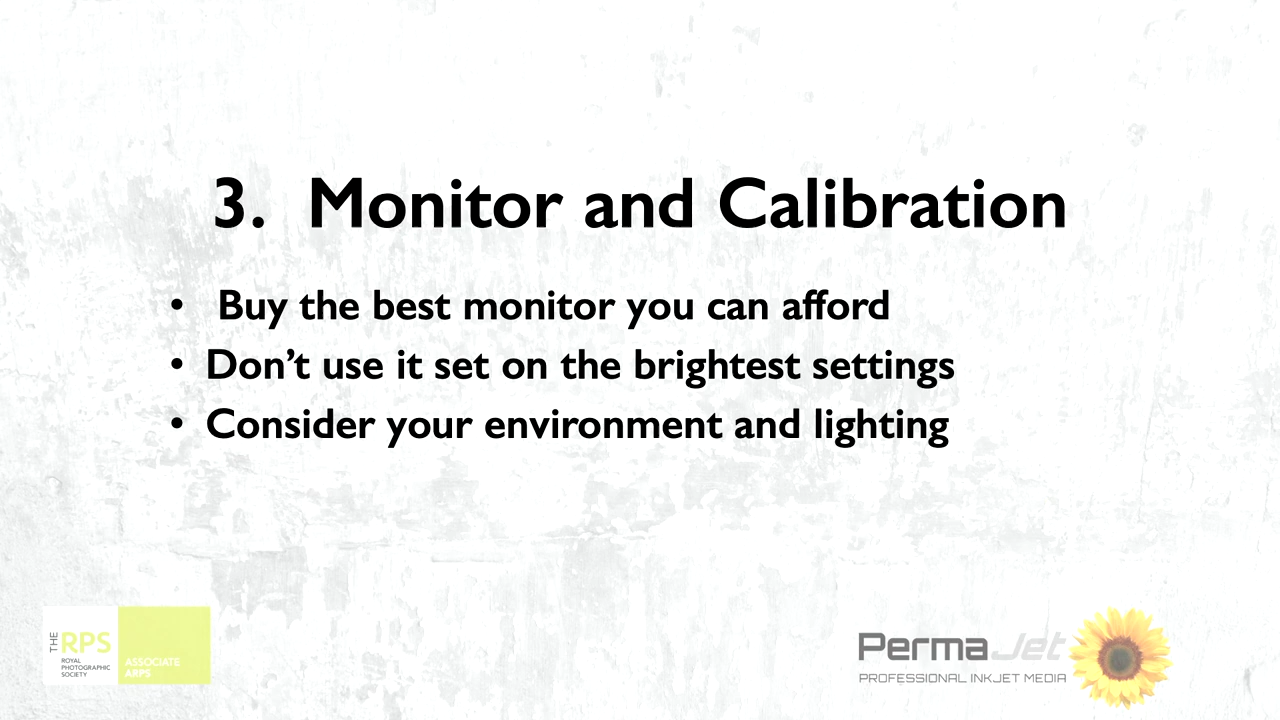 3. Monitor and Calibration
• Buy the best monitor you can afford
• Don’t use it set on the brightest settings
• Consider your environment and lighting
THE RPS
ROYAL
PHOTOGRAPHIC
SOCIETY
ASSOCIATE
ARPS
PermaJet
PROFESSIONAL INKJET MEDIA